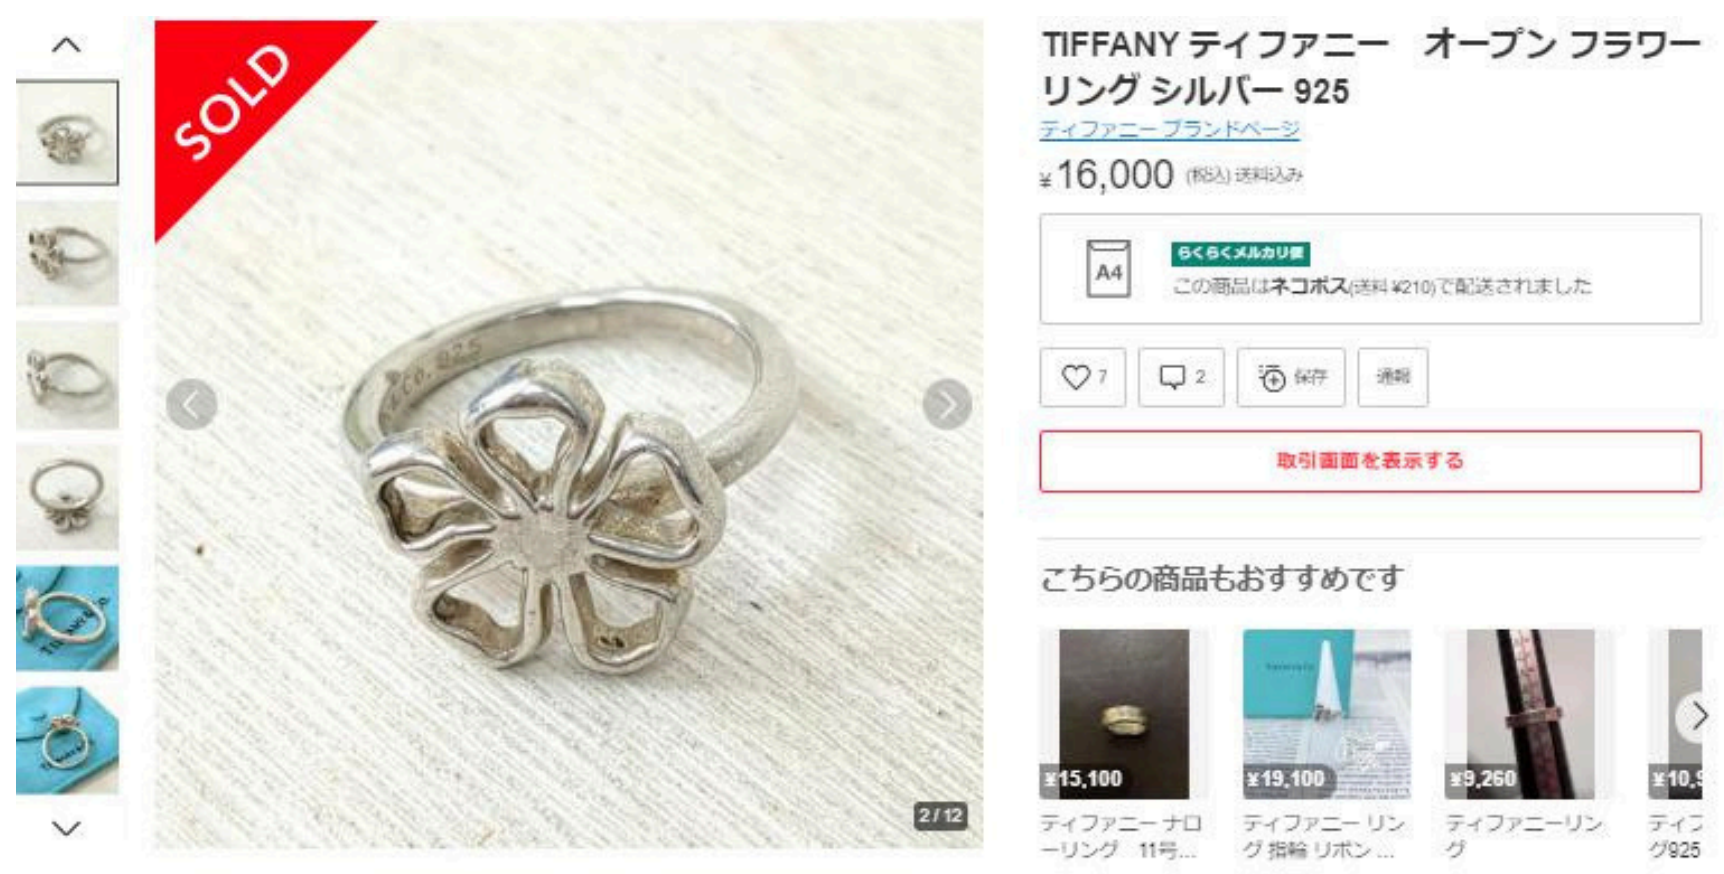 SOLD
&CO. 925
2 / 12
TIFFANY ティファニー　オープン フラワー
リング シルバー 925
ティファニー ブランドページ
¥16,000 (税込) 送料込み
A4
らくらくメルカリ便
この商品はネコポス(送料 ¥210)で配送されました
7
2
保存
通報
取引画面を表示する
こちらの商品もおすすめです
¥15,100
¥19,100
¥9,260
ティファニー ナロ
ーリング　11号...
ティファニー リン
グ 指輪 リボン ...
ティファニーリン
グ
グ925